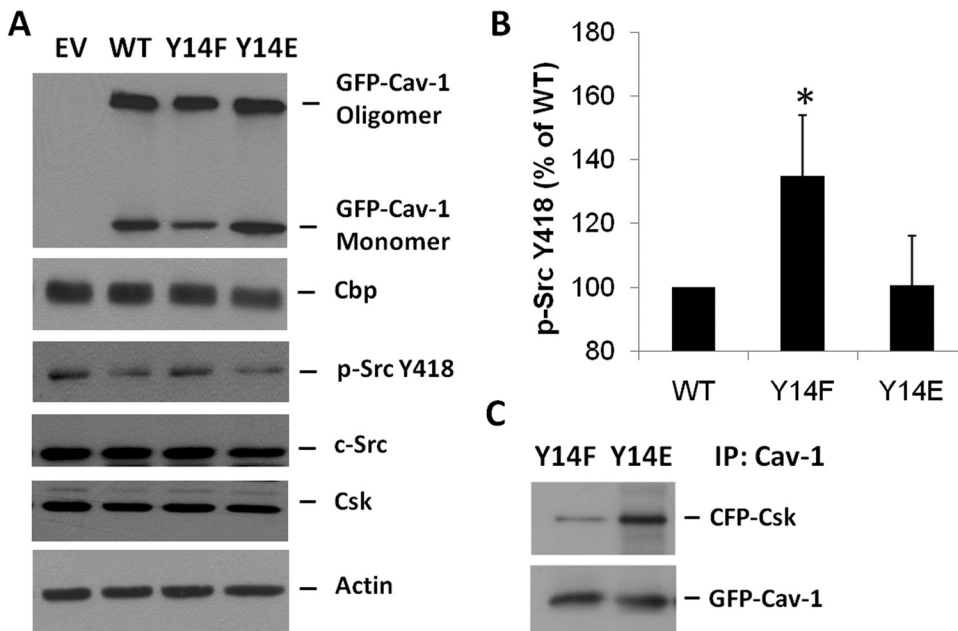 A
EV WT Y14F Y14E
GFP-Cav-1
Oligomer
GFP-Cav-1
Monomer
Cbp
p-Src Y418
c-Src
Csk
Actin
B
p-Src Y418 (% of WT)
180
160
140
120
100
80
*
WT Y14F Y14E
C
Y14F Y14E IP: Cav-1
CFP-Csk
GFP-Cav-1